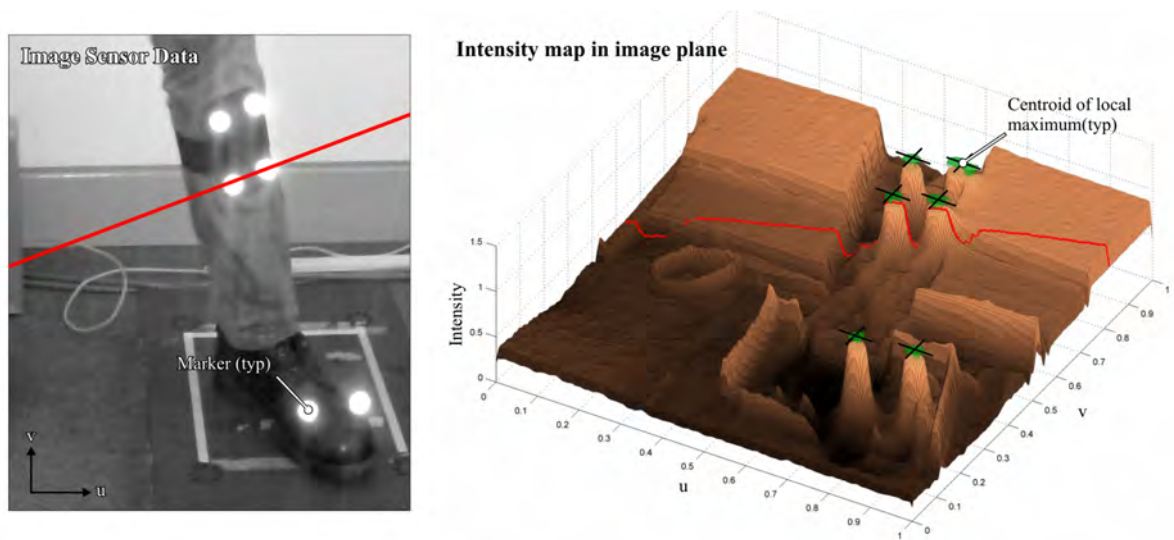 Image Sensor Data
Marker (typ)
v
u
Intensity map in image plane
Centroid of local
maximum(typ)
Intensity
1.5
1
0.5
0
0
0.1
0.2
0.3
0.4
0.5
0.6
0.7
0.8
0.9
1
u
0
0.1
0.2
0.3
0.4
0.5
0.6
0.7
0.8
0.9
1
v